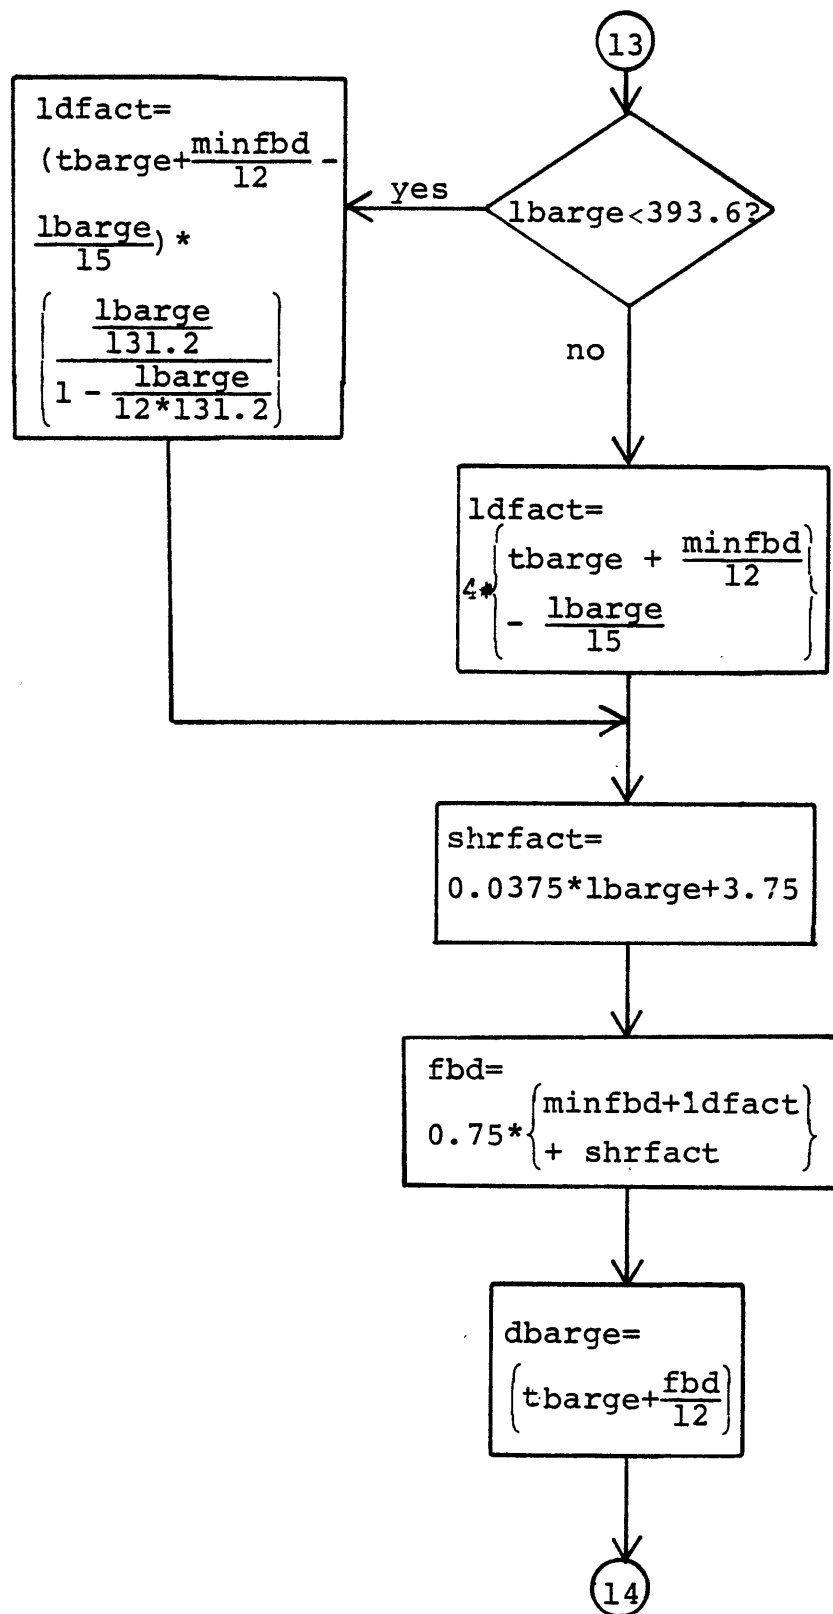 13
lbarge<393.6?
yes
ldfact=
(tbarge+minfbd/12 -
lbarge/15)*
{lbarge/131.2
1 - lbarge/12*131.2}
no
ldfact=
4*{tbarge + minfbd/12
- lbarge/15}
shrfact=
0.0375*lbarge+3.75
fbd=
0.75*{minfbd+ldfact
+ shrfact}
dbarge=
{tbarge+fbd/12}
14